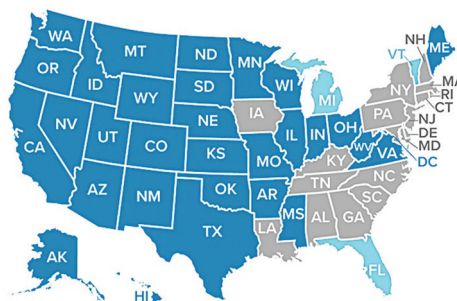 WA
MT
ND
MN
OR
ID
SD
WI
MI
VT
NH
ME
MA
RI
CT
NY
NJ
DE
MD
DC
WY
NE
IA
PA
NV
UT
CO
KS
MO
IL
IN
OH
WV
VA
KY
CA
AZ
NM
OK
AR
TN
NC
SC
TX
LA
MS
AL
GA
FL
AK
HI